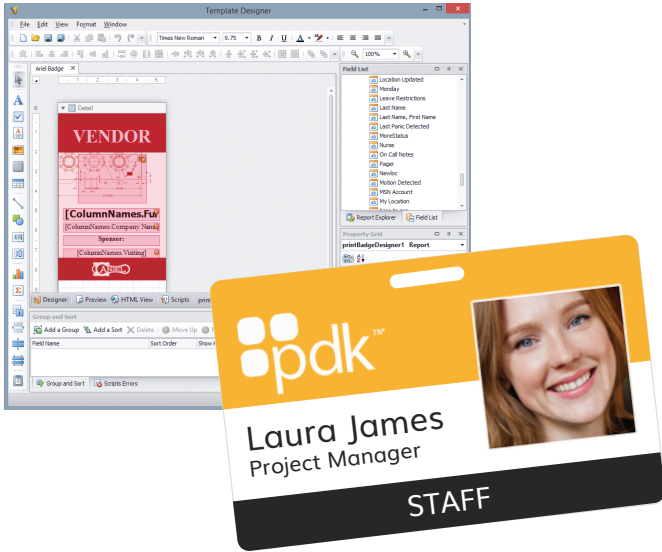 Template Designer
File Edit View Format Window
Times New Roman 9.75 B I U A
100%
Ariel Badge
Field List
Location Updated
Monday
Leave Restrictions
Last Name
Last Name, First Name
Last Panic Detected
MoreStatus
Nurse
On Call Notes
Pager
Newloc
Motion Detected
MSN Account
My Location
Report Explorer Field List
Property Grid
printBadgeDesigner1 Report
Detail
VENDOR
[ColumnNames.Ful
[ColumnNames.Company Name]
Sponsor:
[ColumnNames.Visiting]
Designer Preview HTML View Scripts
Group and Sort
Add a Group Add a Sort Delete Move Up
Field Name Sort Order
Group and Sort Scripts Errors
pdk™
Laura James
Project Manager
STAFF